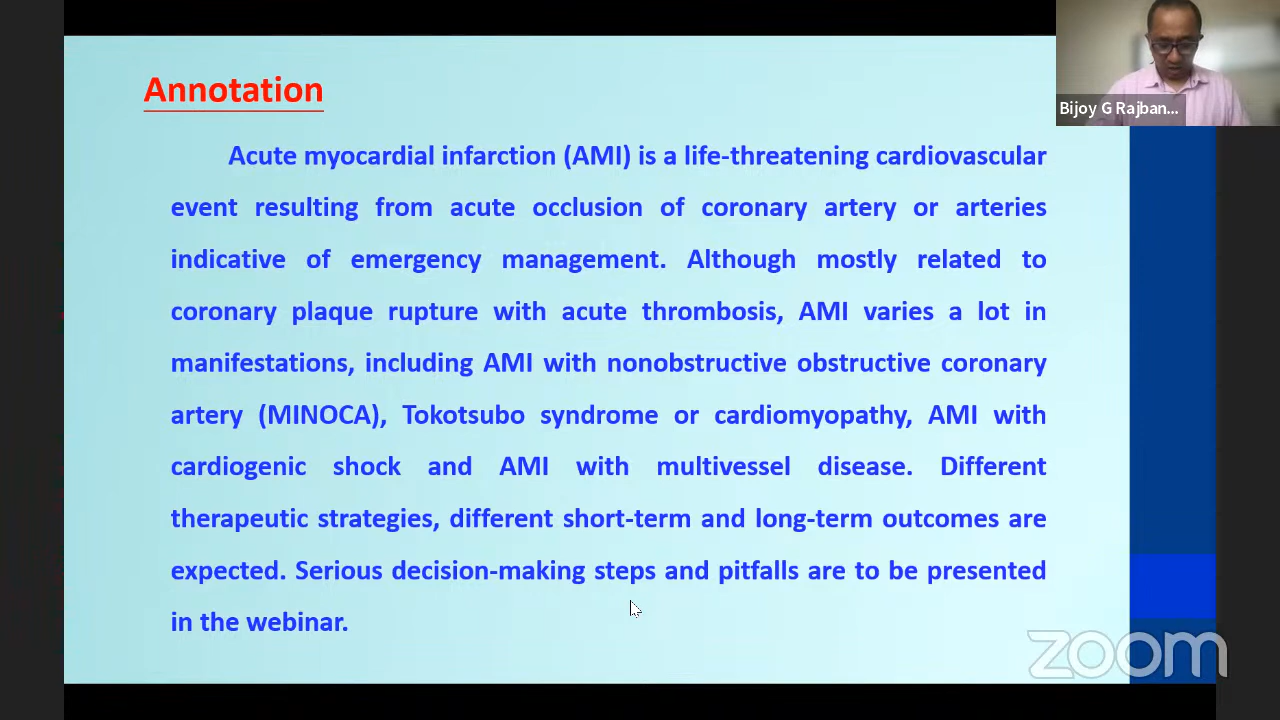 Annotation
Acute myocardial infarction (AMI) is a life-threatening cardiovascular
event resulting from acute occlusion of coronary artery or arteries
indicative of emergency management. Although mostly related to
coronary plaque rupture with acute thrombosis, AMI varies a lot in
manifestations, including AMI with nonobstructive obstructive coronary
artery (MINOCA), Tokotsubo syndrome or cardiomyopathy, AMI with
cardiogenic shock and AMI with multivessel disease. Different
therapeutic strategies, different short-term and long-term outcomes are
expected. Serious decision-making steps and pitfalls are to be presented
in the webinar.
Bijoy G Rajban...
zoom